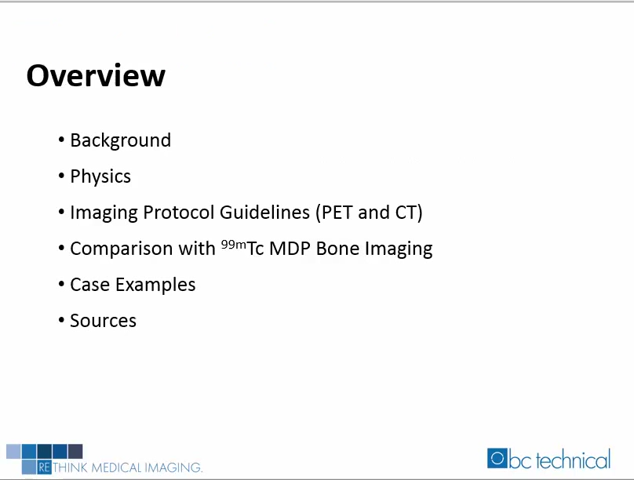 Overview
• Background
• Physics
• Imaging Protocol Guidelines (PET and CT)
• Comparison with ⁹⁹ᵐTc MDP Bone Imaging
• Case Examples
• Sources
RETHINK MEDICAL IMAGING.
bc technical